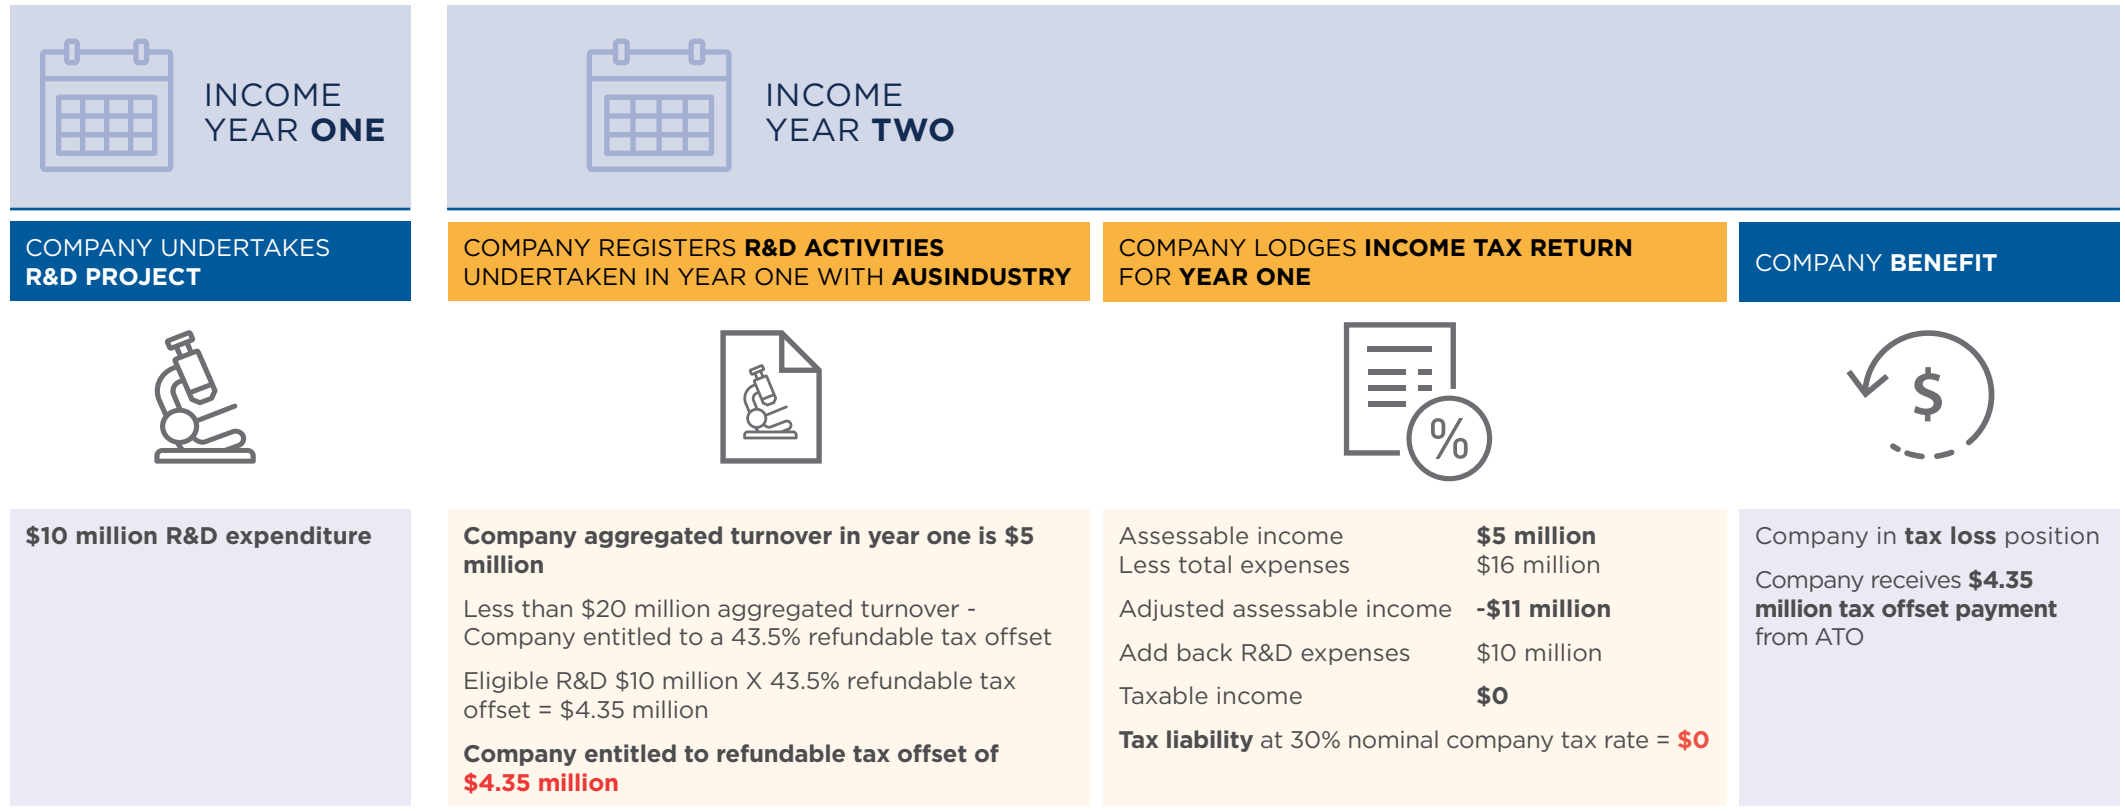 INCOME
YEAR ONE
INCOME
YEAR TWO
COMPANY UNDERTAKES
R&D PROJECT
COMPANY REGISTERS R&D ACTIVITIES
UNDERTAKEN IN YEAR ONE WITH AUSINDUSTRY
COMPANY LODGES INCOME TAX RETURN
FOR YEAR ONE
COMPANY BENEFIT
%
$
$10 million R&D expenditure
Company aggregated turnover in year one is $5
million
Less than $20 million aggregated turnover -
Company entitled to a 43.5% refundable tax offset
Eligible R&D $10 million X 43.5% refundable tax
offset = $4.35 million
Company entitled to refundable tax offset of
$4.35 million
Assessable income $5 million
Less total expenses $16 million
Adjusted assessable income -$11 million
Add back R&D expenses $10 million
Taxable income $0
Tax liability at 30% nominal company tax rate = $0
Company in tax loss position
Company receives $4.35
million tax offset payment
from ATO